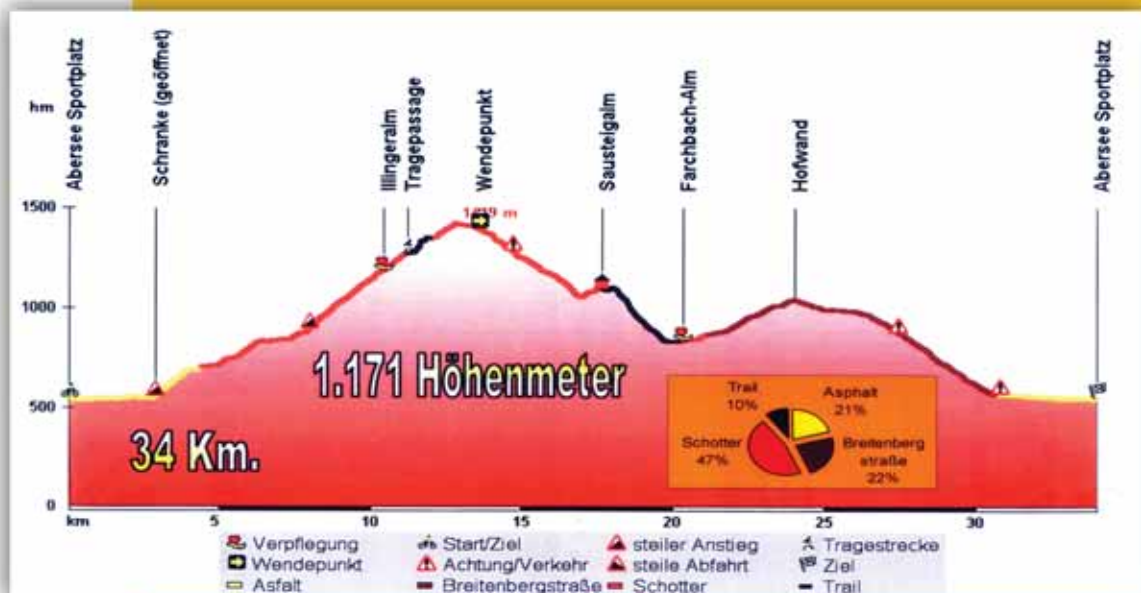 hm
Abersee Sportplatz
Schranke (geöffnet)
Illingeralm
Tragepassage
Wendepunkt
Sausteigalm
Farchbach-Alm
Hofwand
Abersee Sportplatz
1500
1000
500
0
m
1.171 Höhenmeter
34 Km.
Trail
10%
Asphalt
21%
Schotter
47%
Breitenberg
straße
22%
km
5
10
15
20
25
30
Verpflegung
Start/Ziel
steiler Anstieg
Tragestrecke
Wendepunkt
Achtung/Verkehr
steile Abfahrt
Ziel
Asfalt
Breitenbergstraße
Schotter
Trail